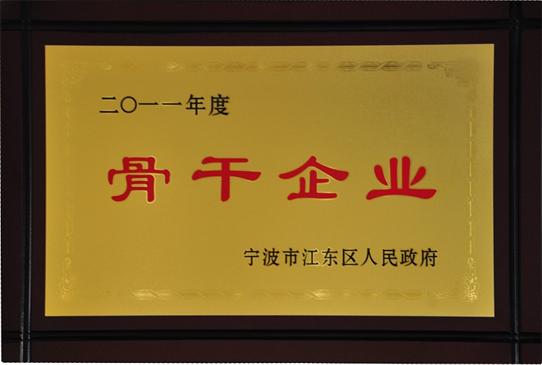 二〇一一年度
骨干企业
宁波市江东区人民政府